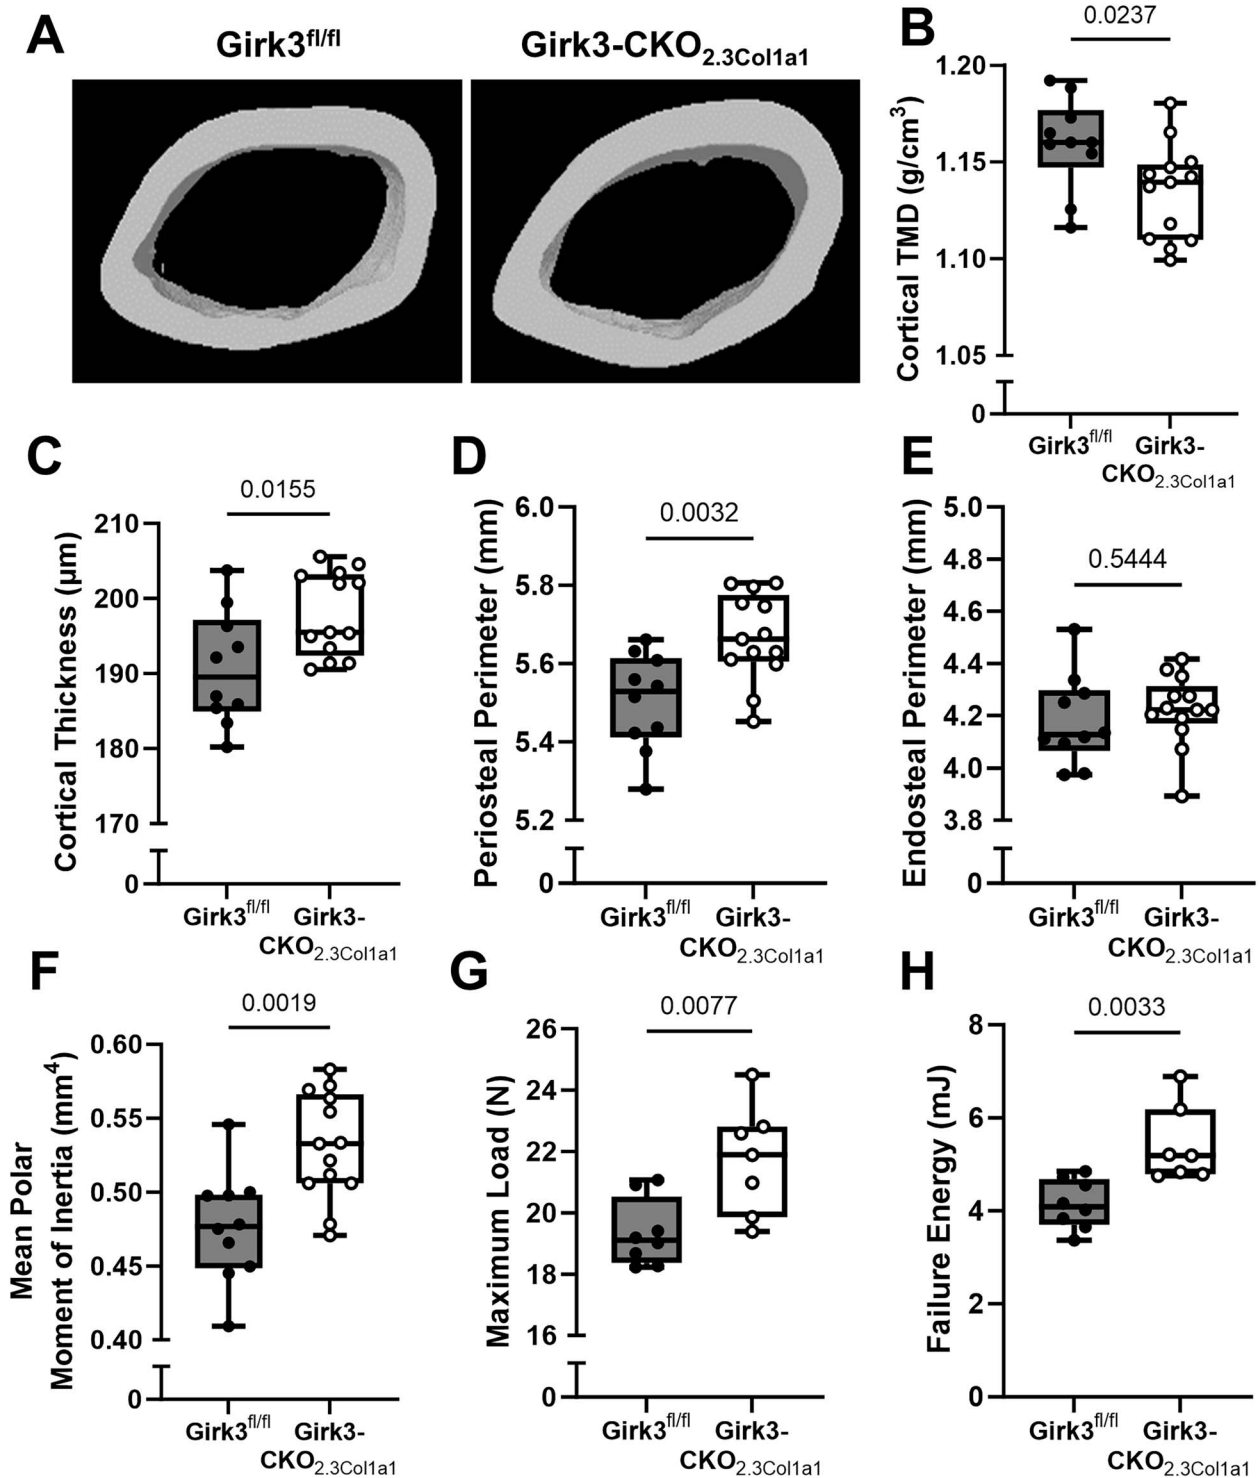 A
Girk3fl/fl
Girk3-CKO2.3Col1a1
B
0.0237
Cortical TMD (g/cm3)
1.20
1.15
1.10
1.05
0
Girk3fl/fl
Girk3-
CKO2.3Col1a1
C
0.0155
Cortical Thickness (µm)
210
200
190
180
170
0
Girk3fl/fl
Girk3-
CKO2.3Col1a1
D
0.0032
Periosteal Perimeter (mm)
6.0
5.8
5.6
5.4
5.2
0
Girk3fl/fl
Girk3-
CKO2.3Col1a1
E
0.5444
Endosteal Perimeter (mm)
5.0
4.8
4.6
4.4
4.2
4.0
3.8
0
Girk3fl/fl
Girk3-
CKO2.3Col1a1
F
0.0019
Mean Polar
Moment of Inertia (mm4)
0.60
0.55
0.50
0.45
0.40
0
Girk3fl/fl
Girk3-
CKO2.3Col1a1
G
0.0077
Maximum Load (N)
26
24
22
20
18
16
0
Girk3fl/fl
Girk3-
CKO2.3Col1a1
H
0.0033
Failure Energy (mJ)
8
6
4
2
0
Girk3fl/fl
Girk3-
CKO2.3Col1a1